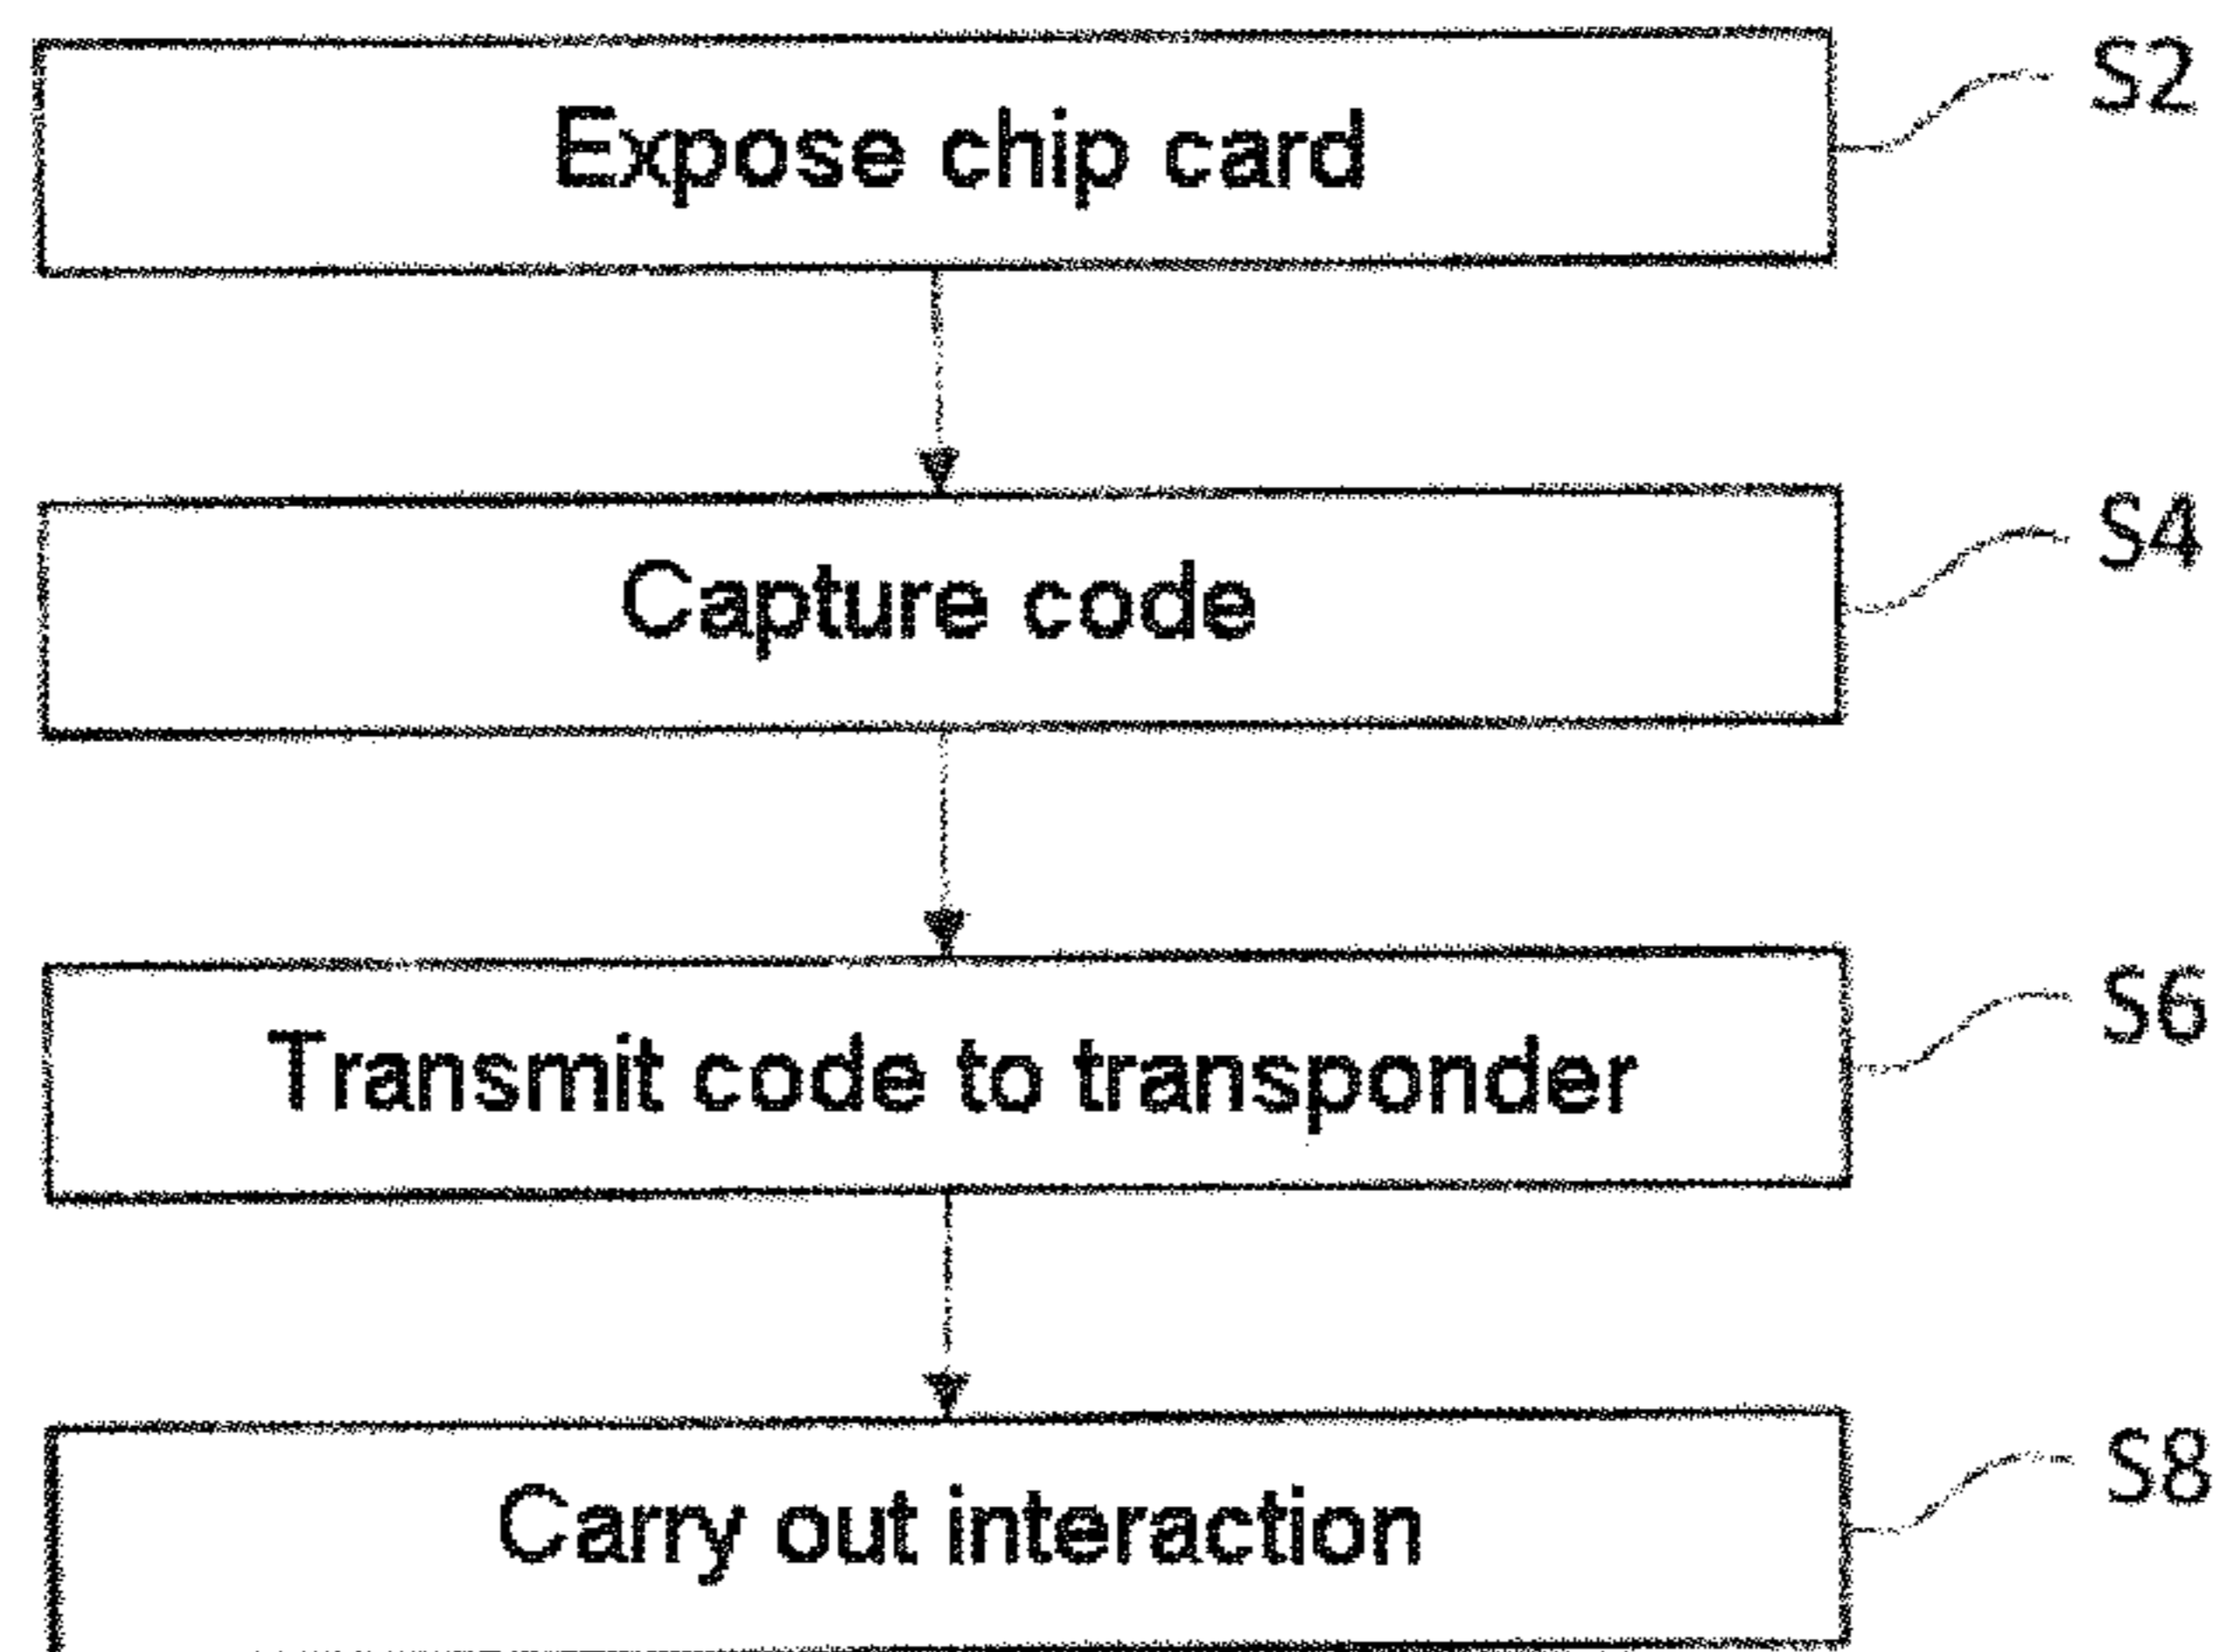 Expose chip card S2
Capture code S4
Transmit code to transponder S6
Carry out interaction S8